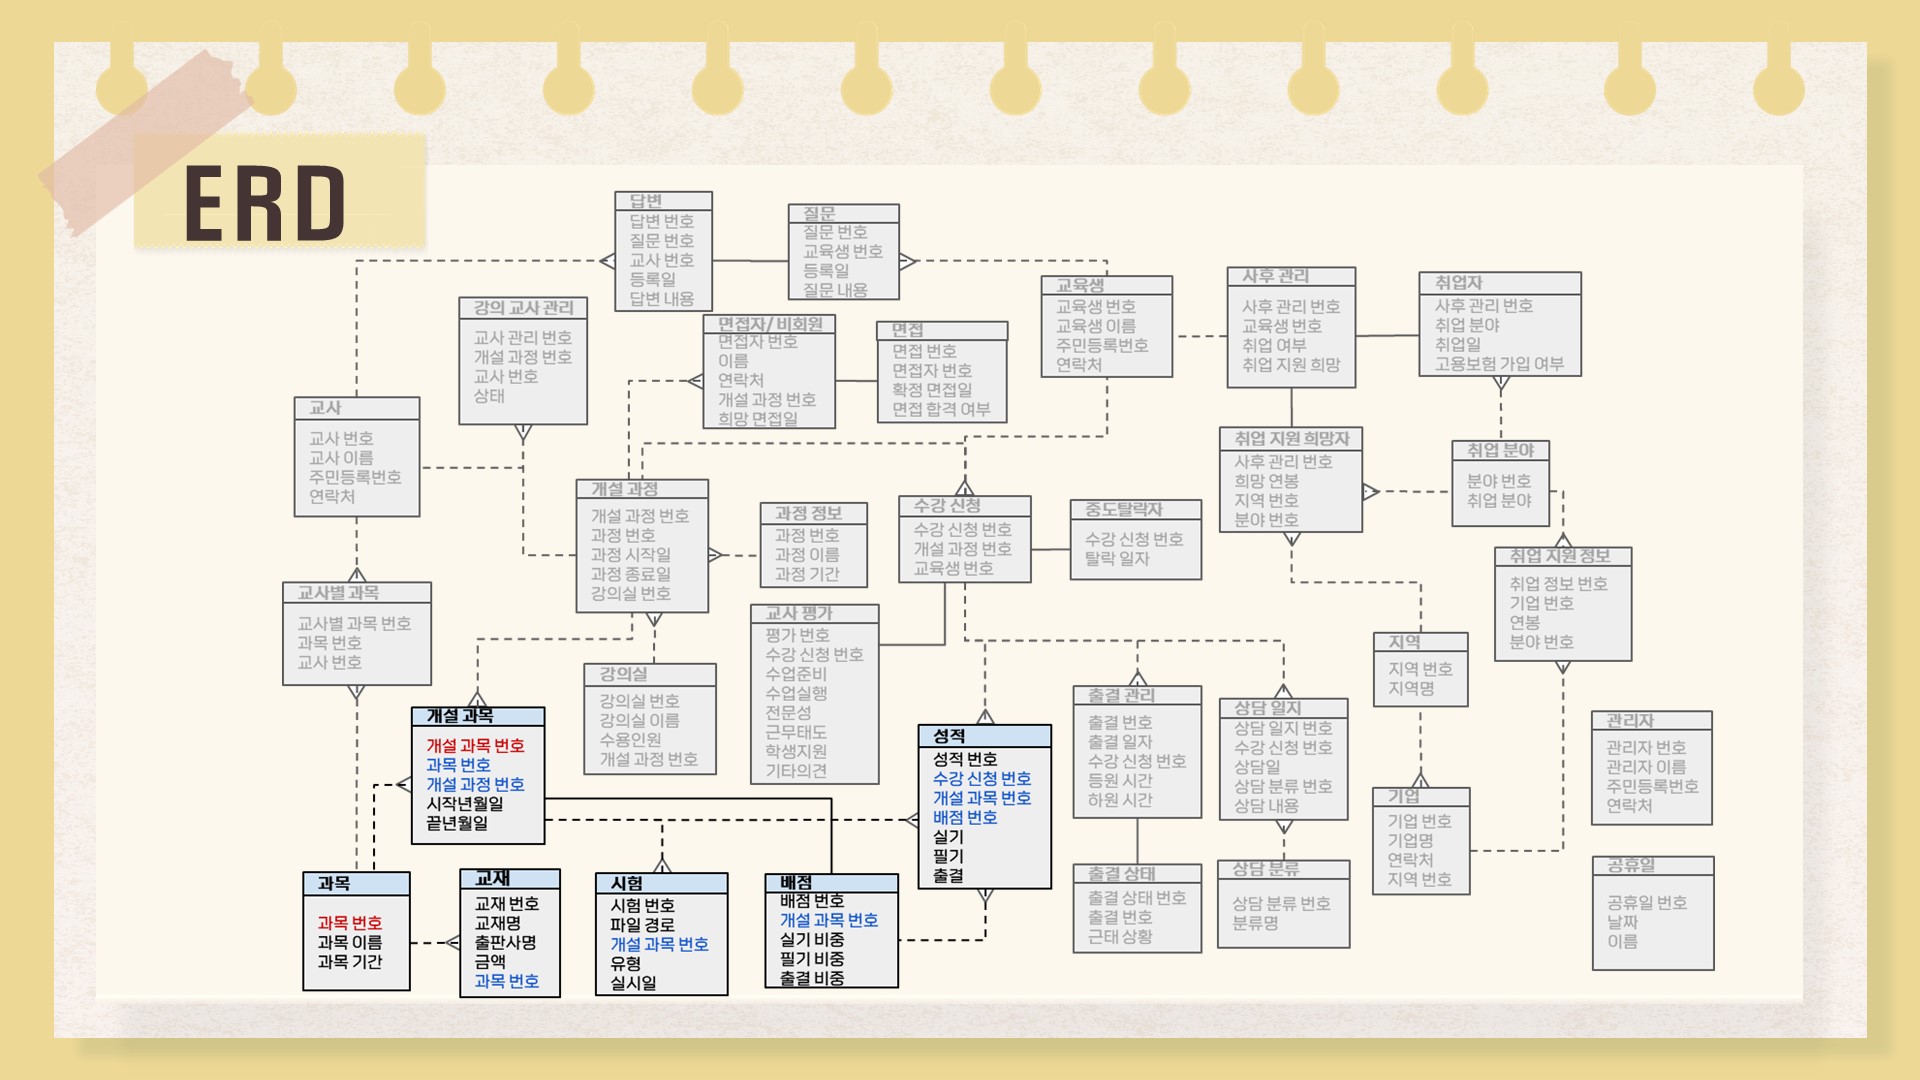 ERD
답변
답변 번호
질문 번호
교사 번호
등록일
답변 내용
질문
질문 번호
교육생 번호
등록일
질문 내용
강의 교사 관리
교사 관리 번호
개설 과정 번호
교사 번호
상태
면접자/ 비회원
면접자 번호
이름
연락처
개설 과정 번호
희망 면접일
면접
면접 번호
면접자 번호
확정 면접일
면접 합격 여부
교육생
교육생 번호
교육생 이름
주민등록번호
연락처
사후 관리
사후 관리 번호
교육생 번호
취업 여부
취업 지원 희망
취업자
사후 관리 번호
취업 분야
취업일
고용보험 가입 여부
교사
교사 번호
교사 이름
주민등록번호
연락처
개설 과정
개설 과정 번호
과정 번호
과정 시작일
과정 종료일
강의실 번호
과정 정보
과정 번호
과정 이름
과정 기간
수강 신청
수강 신청 번호
개설 과정 번호
교육생 번호
중도탈락자
수강 신청 번호
탈락 일자
취업 지원 희망자
사후 관리 번호
희망 연봉
지역 번호
분야 번호
취업 분야
분야 번호
취업 분야
취업 지원 정보
취업 정보 번호
기업 번호
연봉
분야 번호
교사별 과목
교사별 과목 번호
과목 번호
교사 번호
강의실
강의실 번호
강의실 이름
수용인원
개설 과정 번호
교사 평가
평가 번호
수강 신청 번호
수업준비
수업실행
전문성
근무태도
학생지원
기타의견
지역
지역 번호
지역명
개설 과목
개설 과목 번호
과목 번호
개설 과정 번호
시작년월일
끝년월일
성적
성적 번호
수강 신청 번호
개설 과목 번호
배점 번호
실기
필기
출결
출결 관리
출결 번호
출결 일자
수강 신청 번호
등원 시간
하원 시간
상담 일지
상담 일지 번호
수강 신청 번호
상담일
상담 분류 번호
상담 내용
기업
기업 번호
기업명
연락처
지역 번호
관리자
관리자 번호
관리자 이름
주민등록번호
연락처
과목
과목 번호
과목 이름
과목 기간
교재
교재 번호
교재명
출판사명
금액
과목 번호
시험
시험 번호
파일 경로
개설 과목 번호
유형
실시일
배점
배점 번호
개설 과목 번호
실기 비중
필기 비중
출결 비중
출결 상태
출결 상태 번호
출결 번호
근태 상황
상담 분류
상담 분류 번호
분류명
공휴일
공휴일 번호
날짜
이름